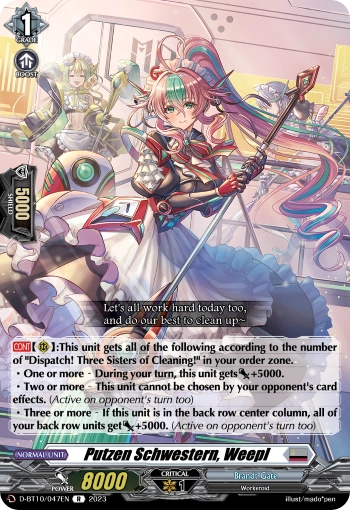 1
GRADE
BOOST
5000
SHIELD
Let's all work hard today too,
and do our best to clean up~
CONT :This unit gets all of the following according to the number
of "Dispatch! Three Sisters of Cleaning!" in your order zone.
・One or more - During your turn, this unit gets +5000.
・Two or more - This unit cannot be chosen by your opponent's card
effects. (Active on opponent's turn too)
・Three or more - If this unit is in the back row center column, all of
your back row units get +5000. (Active on opponent's turn too)
NORMAL UNIT
Putzen Schwestern, Weepl
POWER 8000
CRITICAL
1
Brandt Gate
Workeroid
D-BT10/047EN R 2023
illust/mado*pen